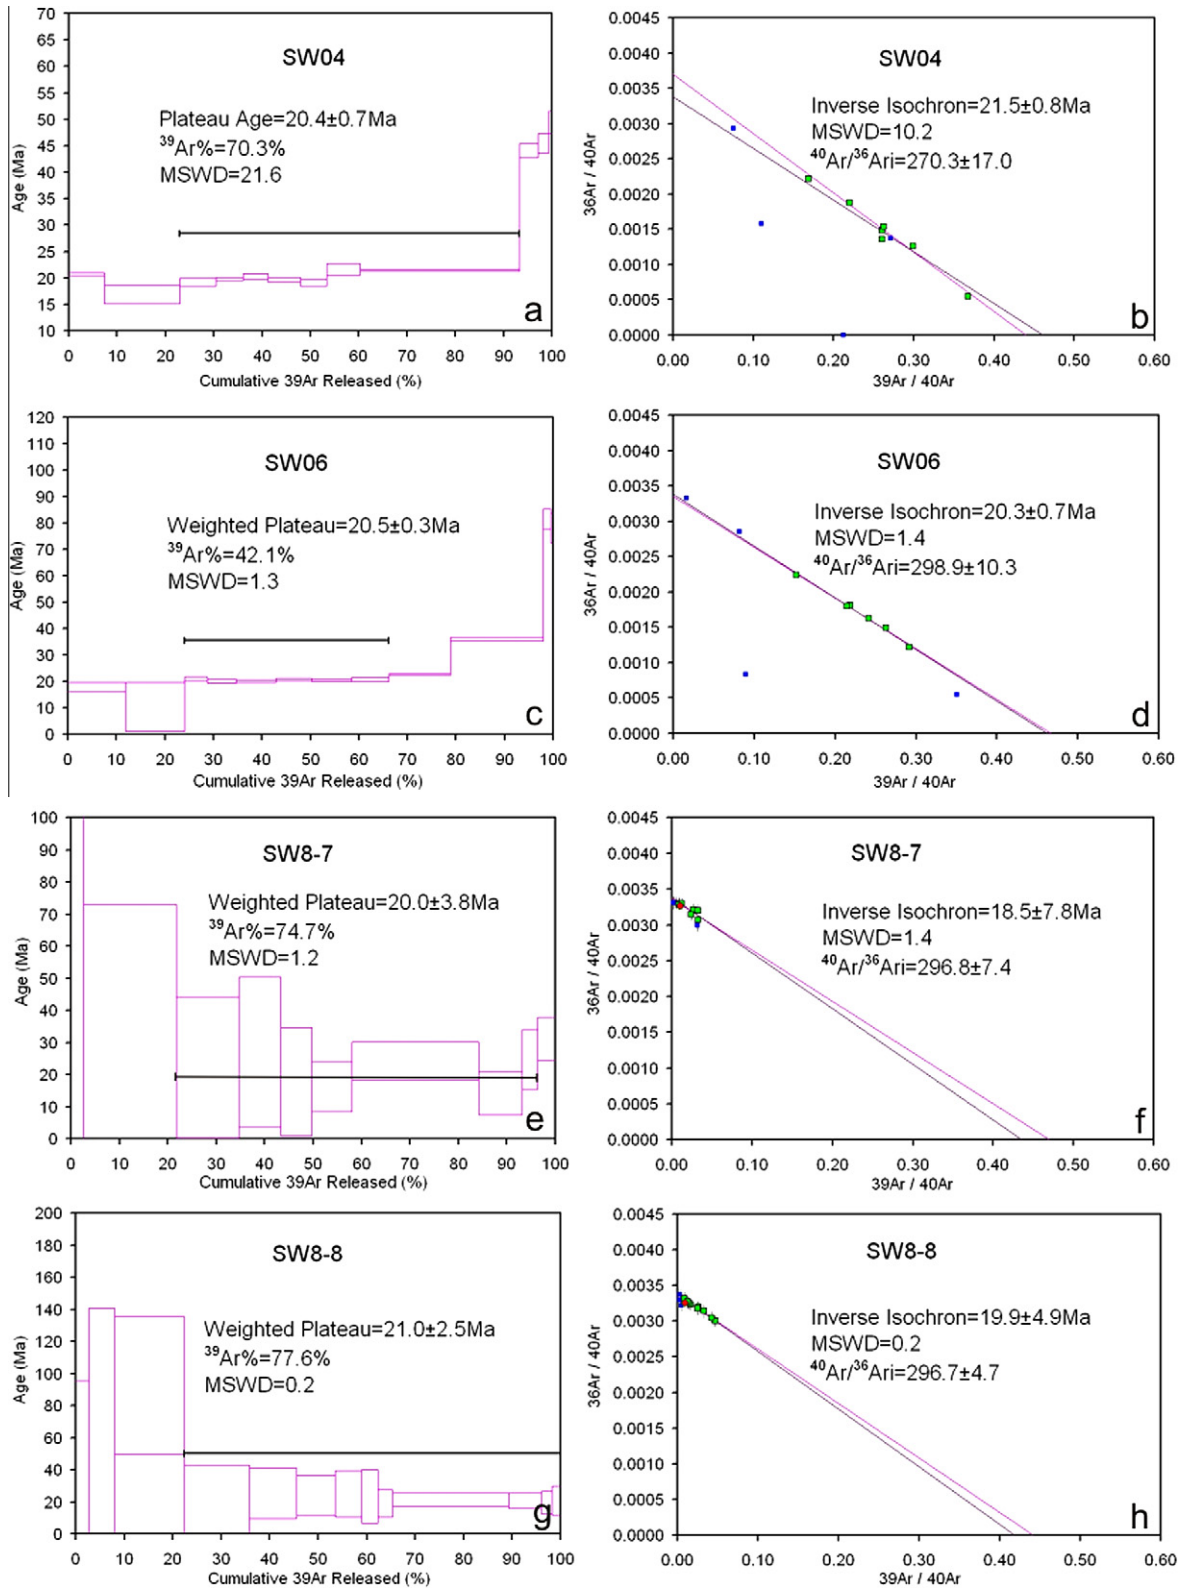 SW04
Plateau Age=20.4±0.7Ma
39Ar%=70.3%
MSWD=21.6
Age (Ma)
70
65
60
55
50
45
40
35
30
25
20
15
10
a
0 10 20 30 40 50 60 70 80 90 100
Cumulative 39Ar Released (%)
SW04
Inverse Isochron=21.5±0.8Ma
MSWD=10.2
40Ar/36Ari=270.3±17.0
36Ar / 40Ar
0.0045
0.0040
0.0035
0.0030
0.0025
0.0020
0.0015
0.0010
0.0005
0.0000
b
0.00 0.10 0.20 0.30 0.40 0.50 0.60
39Ar / 40Ar
SW06
Weighted Plateau=20.5±0.3Ma
39Ar%=42.1%
MSWD=1.3
Age (Ma)
120
110
100
90
80
70
60
50
40
30
20
10
0
c
0 10 20 30 40 50 60 70 80 90 100
Cumulative 39Ar Released (%)
SW06
Inverse Isochron=20.3±0.7Ma
MSWD=1.4
40Ar/36Ari=298.9±10.3
36Ar / 40Ar
0.0045
0.0040
0.0035
0.0030
0.0025
0.0020
0.0015
0.0010
0.0005
0.0000
d
0.00 0.10 0.20 0.30 0.40 0.50 0.60
39Ar / 40Ar
SW8-7
Weighted Plateau=20.0±3.8Ma
39Ar%=74.7%
MSWD=1.2
Age (Ma)
100
90
80
70
60
50
40
30
20
10
0
e
0 10 20 30 40 50 60 70 80 90 100
Cumulative 39Ar Released (%)
SW8-7
Inverse Isochron=18.5±7.8Ma
MSWD=1.4
40Ar/36Ari=296.8±7.4
36Ar / 40Ar
0.0045
0.0040
0.0035
0.0030
0.0025
0.0020
0.0015
0.0010
0.0005
0.0000
f
0.00 0.10 0.20 0.30 0.40 0.50 0.60
39Ar / 40Ar
SW8-8
Weighted Plateau=21.0±2.5Ma
39Ar%=77.6%
MSWD=0.2
Age (Ma)
200
180
160
140
120
100
80
60
40
20
0
g
0 10 20 30 40 50 60 70 80 90 100
Cumulative 39Ar Released (%)
SW8-8
Inverse Isochron=19.9±4.9Ma
MSWD=0.2
40Ar/36Ari=296.7±4.7
36Ar / 40Ar
0.0045
0.0040
0.0035
0.0030
0.0025
0.0020
0.0015
0.0010
0.0005
0.0000
h
0.00 0.10 0.20 0.30 0.40 0.50 0.60
39Ar / 40Ar